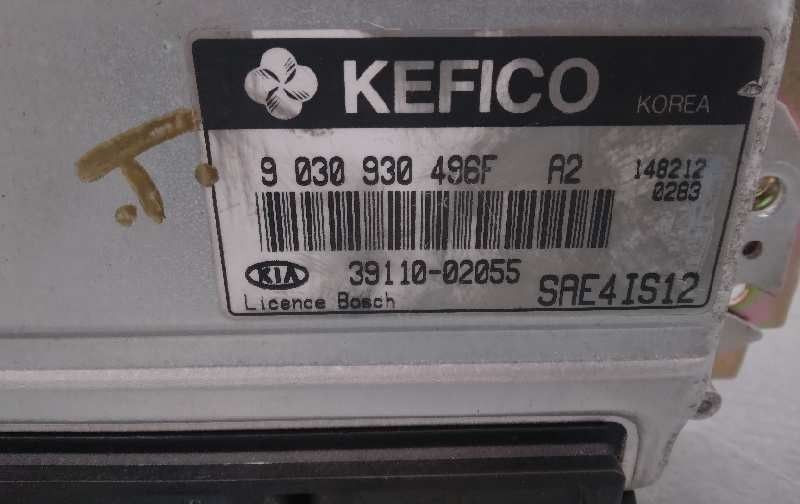 KEFICO KOREA
9 030 930 496F A2 148212
0283
KIA 39110-02055 SAE4IS12
Licence Bosch
T.